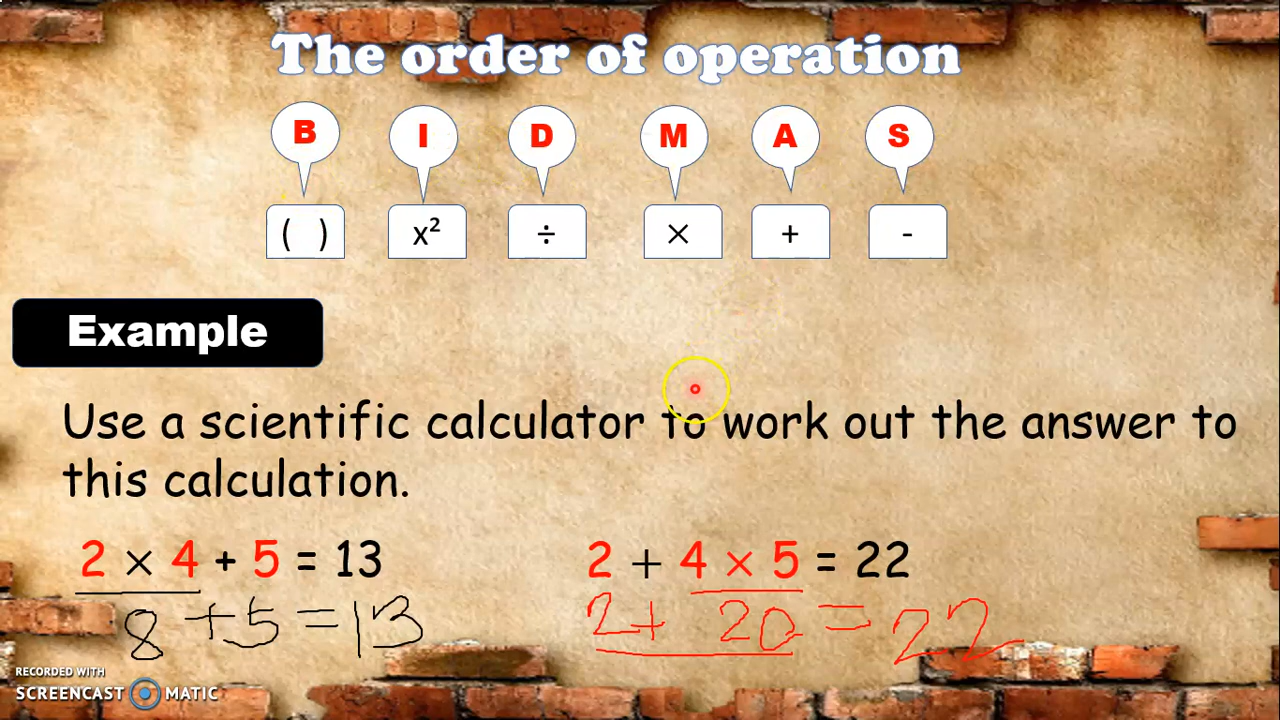 The order of operation
B I D M A S
( ) x² ÷ × + -
Example
Use a scientific calculator to work out the answer to
this calculation.
2 × 4 + 5 = 13
8 + 5 = 13
2 + 4 × 5 = 22
2 + 20 = 22
RECORDED WITH
SCREENCAST MATIC